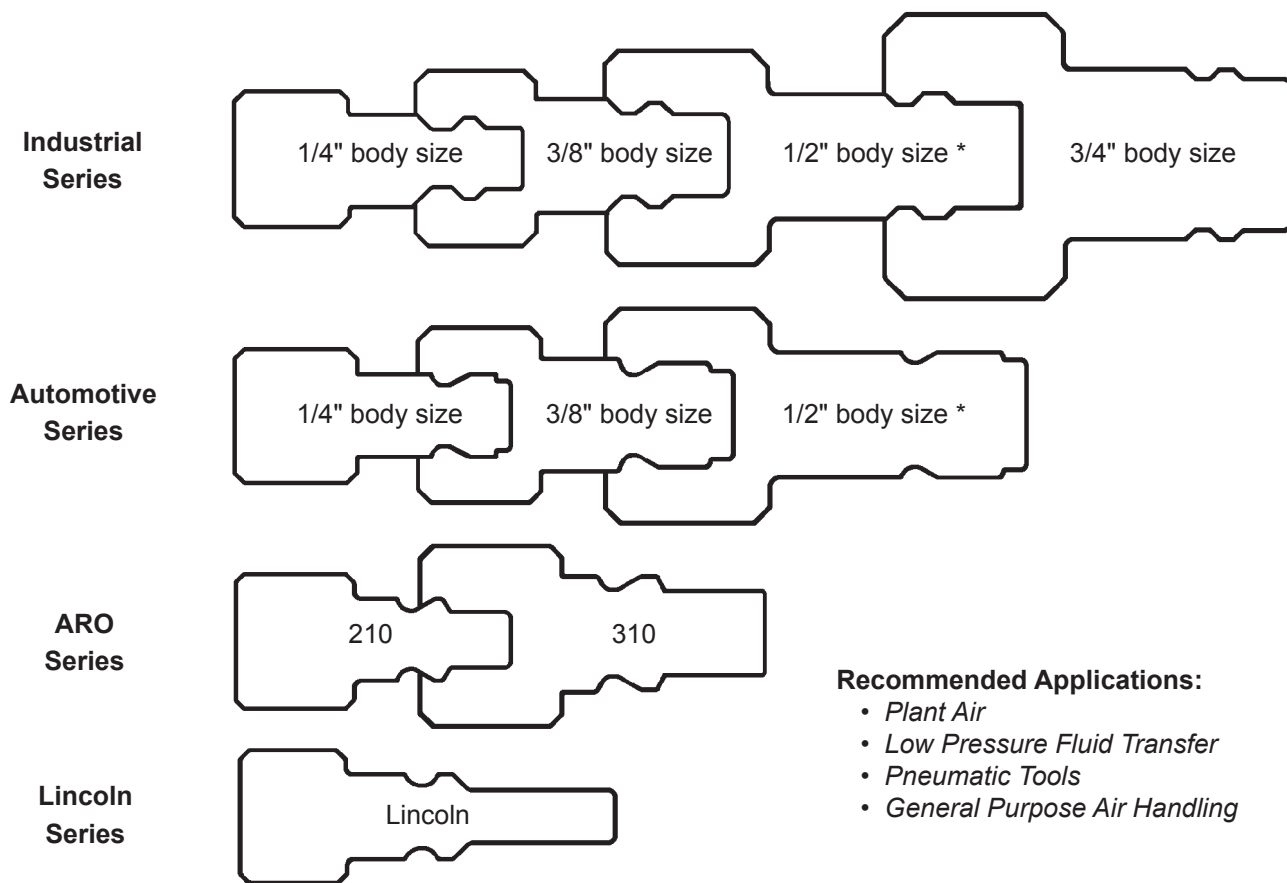 Industrial
Series
1/4" body size
3/8" body size
1/2" body size *
3/4" body size
Automotive
Series
1/4" body size
3/8" body size
1/2" body size *
ARO
Series
210
310
Lincoln
Series
Lincoln
Recommended Applications:
• Plant Air
• Low Pressure Fluid Transfer
• Pneumatic Tools
• General Purpose Air Handling